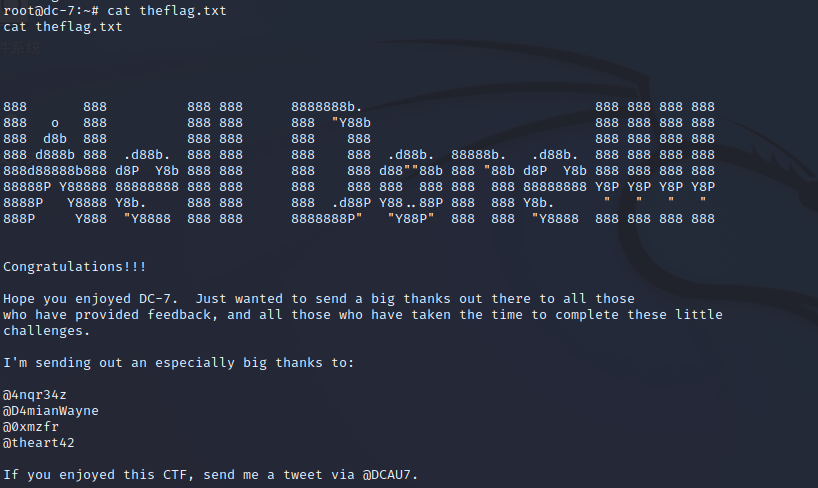 root@dc-7:~# cat theflag.txt
cat theflag.txt
888       888          888 888      8888888b.                             888 888 888 888
888   o   888          888 888      888  "Y88b                            888 888 888 888
888  d8b  888          888 888      888    888                            888 888 888 888
888 d888b 888  .d88b.  888 888      888    888  .d88b.  88888b.   .d88b.  888 888 888 888
888d88888b888 d8P  Y8b 888 888      888    888 d88""88b 888 "88b d8P  Y8b 888 888 888 888
88888P Y88888 88888888 888 888      888    888 888  888 888  888 88888888 Y8P Y8P Y8P Y8P
8888P   Y8888 Y8b.     888 888      888  .d88P Y88..88P 888  888 Y8b.      "   "   "   "
888P     Y888  "Y8888  888 888      8888888P"   "Y88P"  888  888  "Y8888  888 888 888 888
Congratulations!!!
Hope you enjoyed DC-7.  Just wanted to send a big thanks out there to all those
who have provided feedback, and all those who have taken the time to complete these little
challenges.
I'm sending out an especially big thanks to:
@4nqr34z
@D4mianWayne
@0xmzfr
@theart42
If you enjoyed this CTF, send me a tweet via @DCAU7.